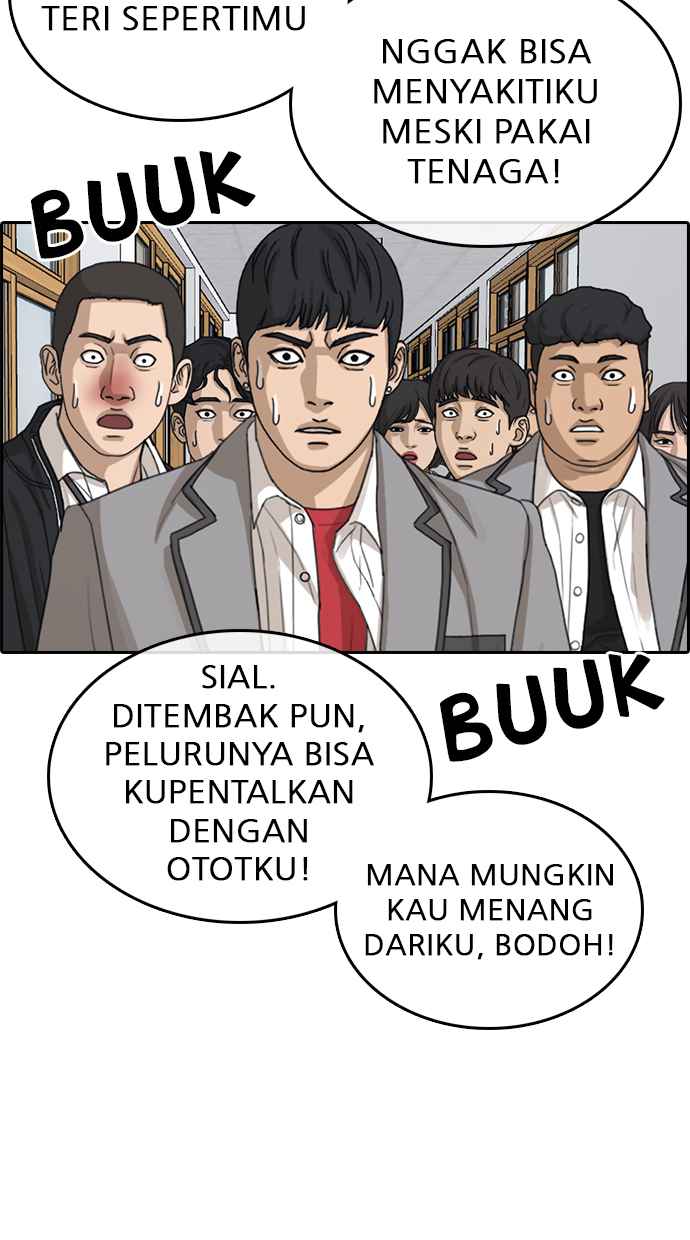 TERI SEPERTIMU
NGGAK BISA
MENYAKITIKU
MESKI PAKAI
TENAGA!
BUUK
SIAL.
DITEMBAK PUN,
PELURUNYA BISA
KUPENTALKAN
DENGAN
OTOTKU!
BUUK
MANA MUNGKIN
KAU MENANG
DARIKU, BODOH!